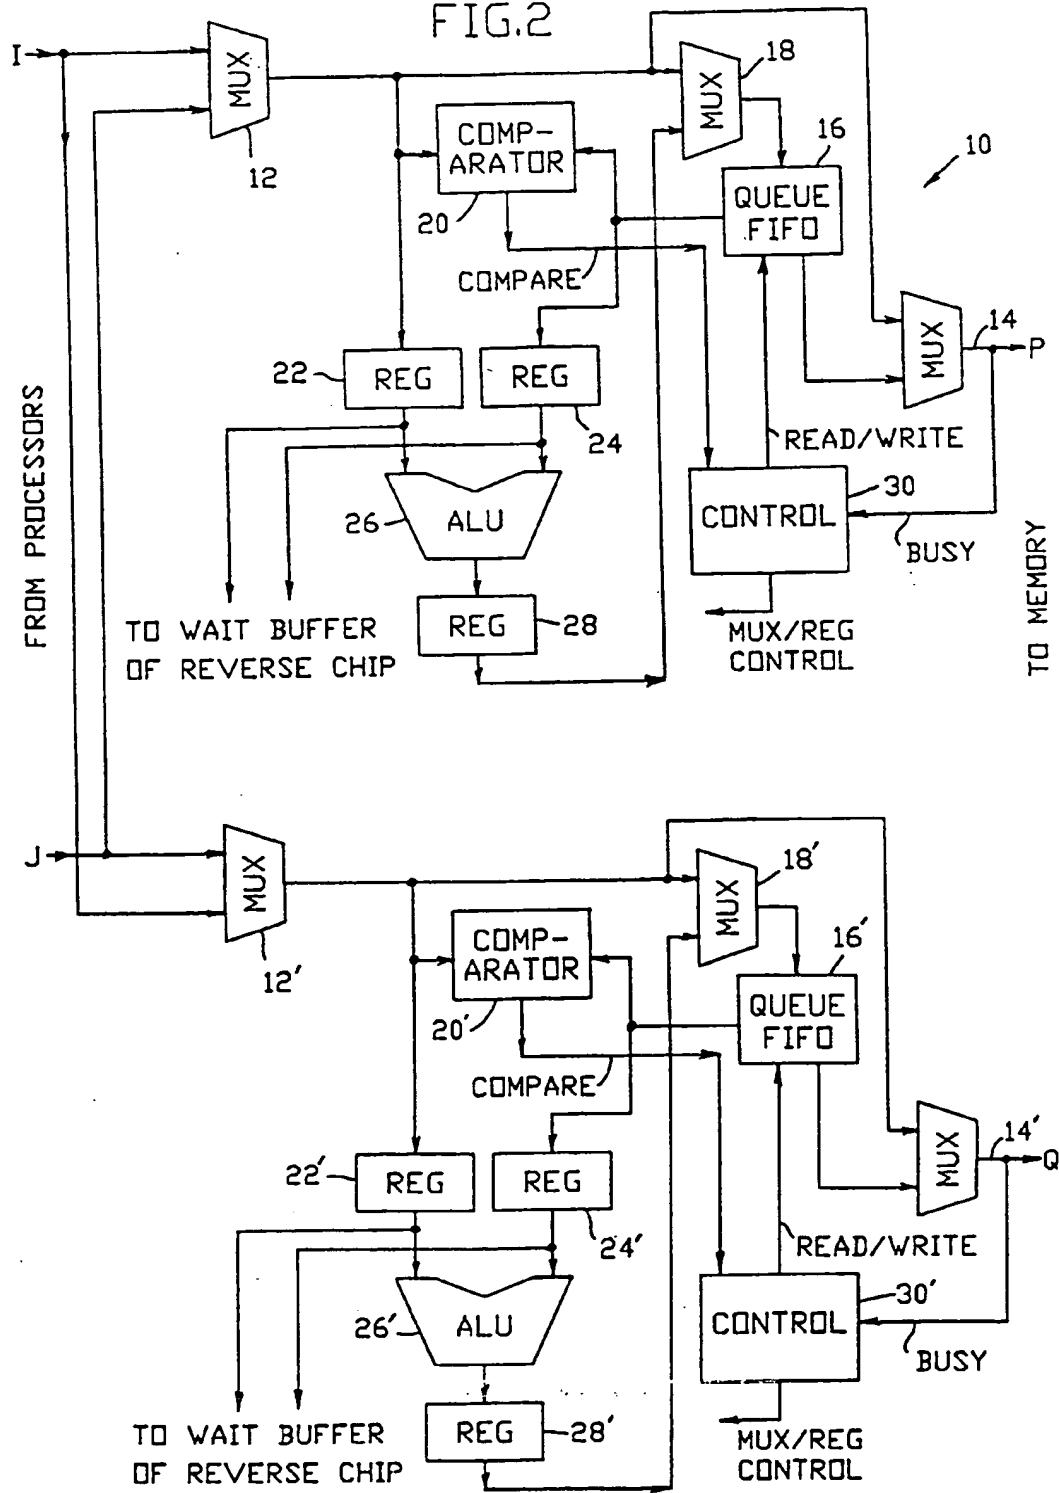 FIG.2
I
MUX
12
COMP-
ARATOR
20
MUX
18
16
QUEUE
FIFO
10
COMPARE
22
REG
REG
24
MUX
14
P
READ/WRITE
26
ALU
CONTROL
30
BUSY
FROM PROCESSORS
TO MEMORY
TO WAIT BUFFER
OF REVERSE CHIP
REG
28
MUX/REG
CONTROL
J
MUX
12'
COMP-
ARATOR
20'
MUX
18'
16'
QUEUE
FIFO
COMPARE
22'
REG
REG
24'
MUX
14'
Q
READ/WRITE
26'
ALU
CONTROL
30'
BUSY
TO WAIT BUFFER
OF REVERSE CHIP
REG
28'
MUX/REG
CONTROL